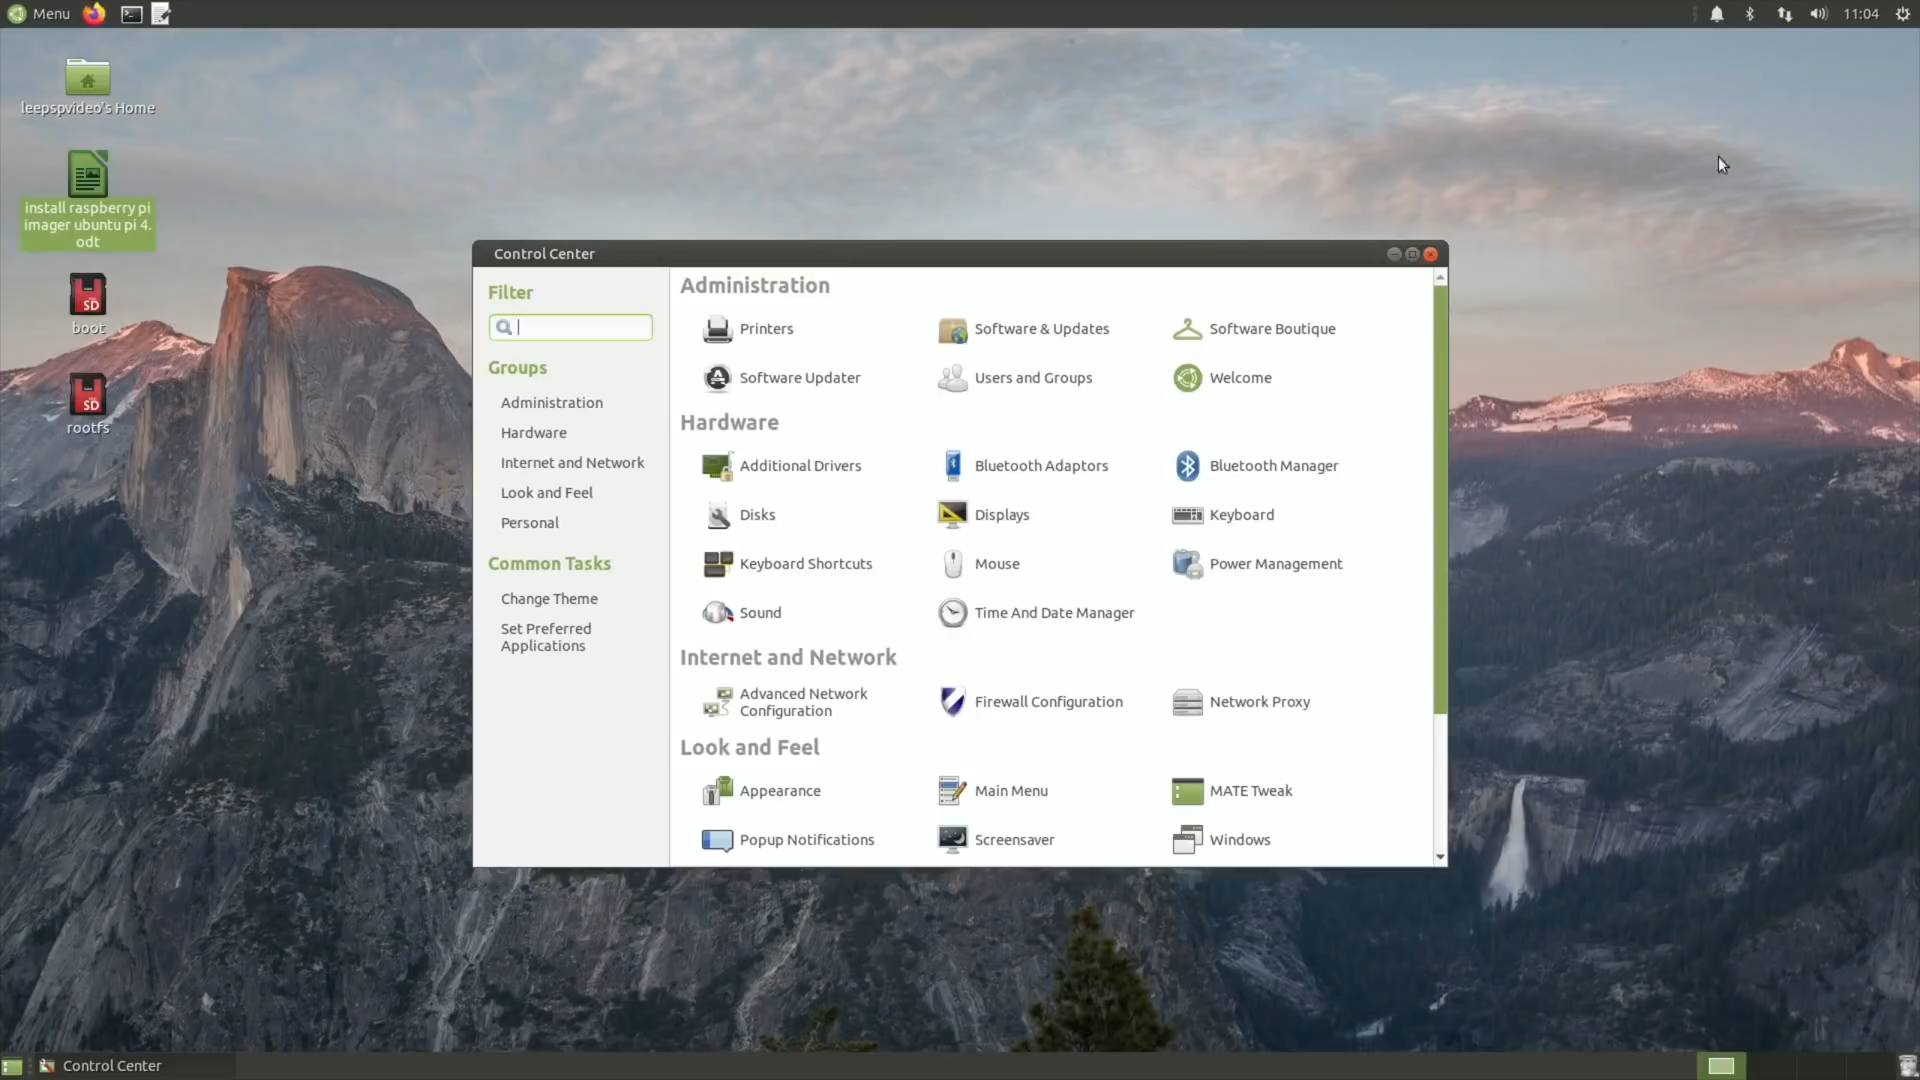 Menu
11:04
leepspvideo's Home
install raspberry pi
imager ubuntu pi 4.
odt
SD
boot
SD
rootfs
Control Center
Filter
Groups
Administration
Hardware
Internet and Network
Look and Feel
Personal
Common Tasks
Change Theme
Set Preferred
Applications
Administration
Printers
Software & Updates
Software Boutique
Software Updater
Users and Groups
Welcome
Hardware
Additional Drivers
Bluetooth Adaptors
Bluetooth Manager
Disks
Displays
Keyboard
Keyboard Shortcuts
Mouse
Power Management
Sound
Time And Date Manager
Internet and Network
Advanced Network
Configuration
Firewall Configuration
Network Proxy
Look and Feel
Appearance
Main Menu
MATE Tweak
Popup Notifications
Screensaver
Windows
Control Center